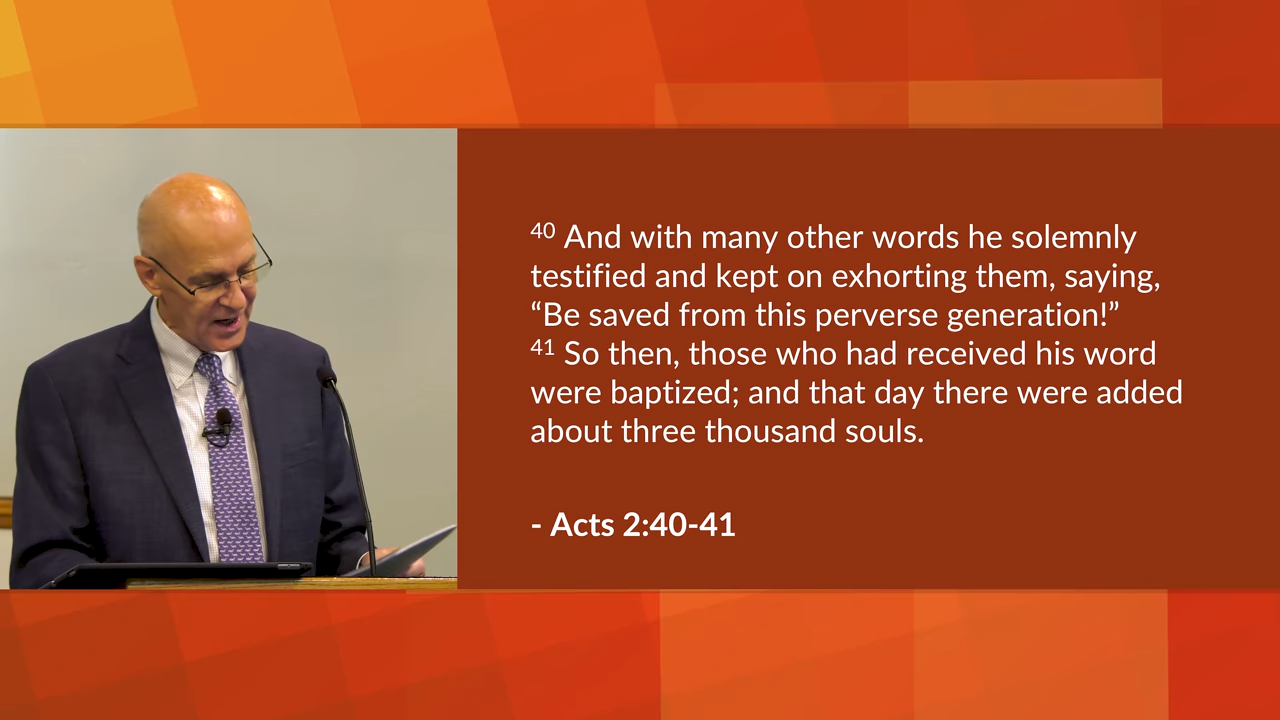 40 And with many other words he solemnly
testified and kept on exhorting them, saying,
“Be saved from this perverse generation!”
41 So then, those who had received his word
were baptized; and that day there were added
about three thousand souls.
- Acts 2:40-41